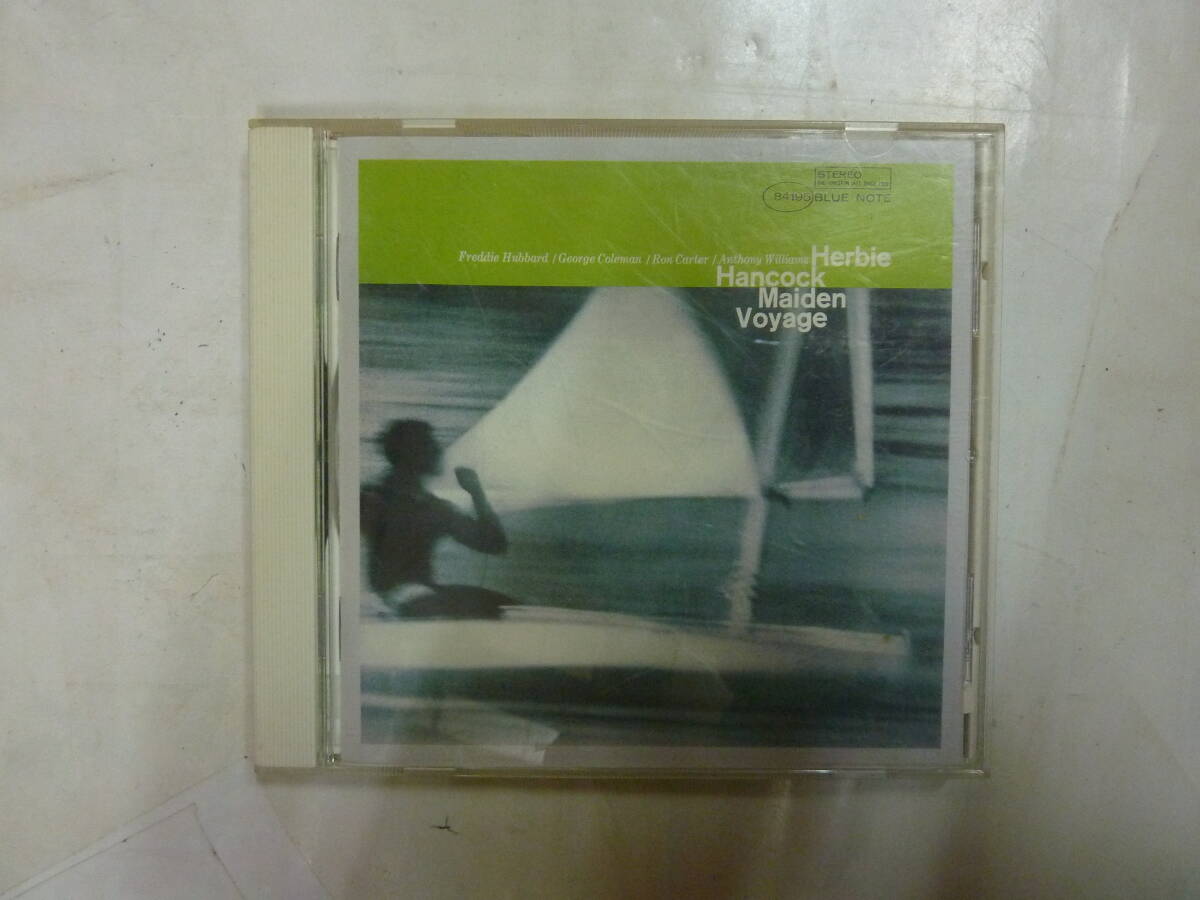 STEREO
84195 BLUE NOTE
Freddie Hubbard / George Coleman / Ron Carter / Anthony Williams Herbie
Hancock
Maiden
Voyage